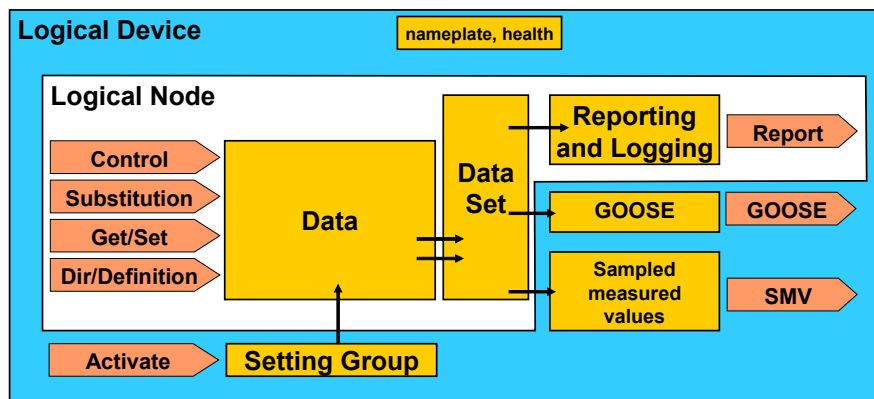 Logical Device
nameplate, health
Logical Node
Control
Substitution
Get/Set
Dir/Definition
Data
Data
Set
Reporting
and Logging
Report
GOOSE
GOOSE
Sampled
measured
values
SMV
Activate
Setting Group